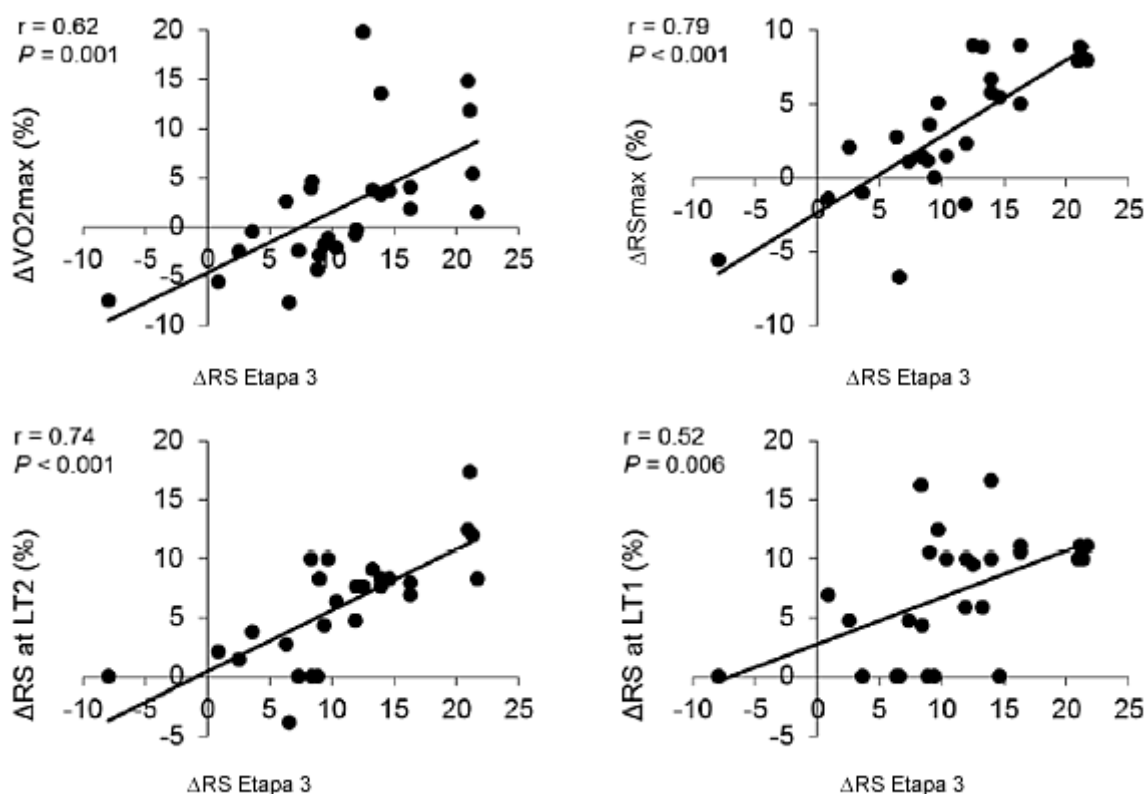 r = 0.62
P = 0.001
ΔVO2max (%)
20
15
10
5
0
-5
-10
-10 -5 0 5 10 15 20 25
ΔRS Etapa 3
r = 0.79
P < 0.001
ΔRSmax (%)
10
5
0
-5
-10
-10 -5 0 5 10 15 20 25
ΔRS Etapa 3
r = 0.74
P < 0.001
ΔRS at LT2 (%)
20
15
10
5
0
-5
-10 -5 0 5 10 15 20 25
ΔRS Etapa 3
r = 0.52
P = 0.006
ΔRS at LT1 (%)
20
15
10
5
0
-5
-10 -5 0 5 10 15 20 25
ΔRS Etapa 3